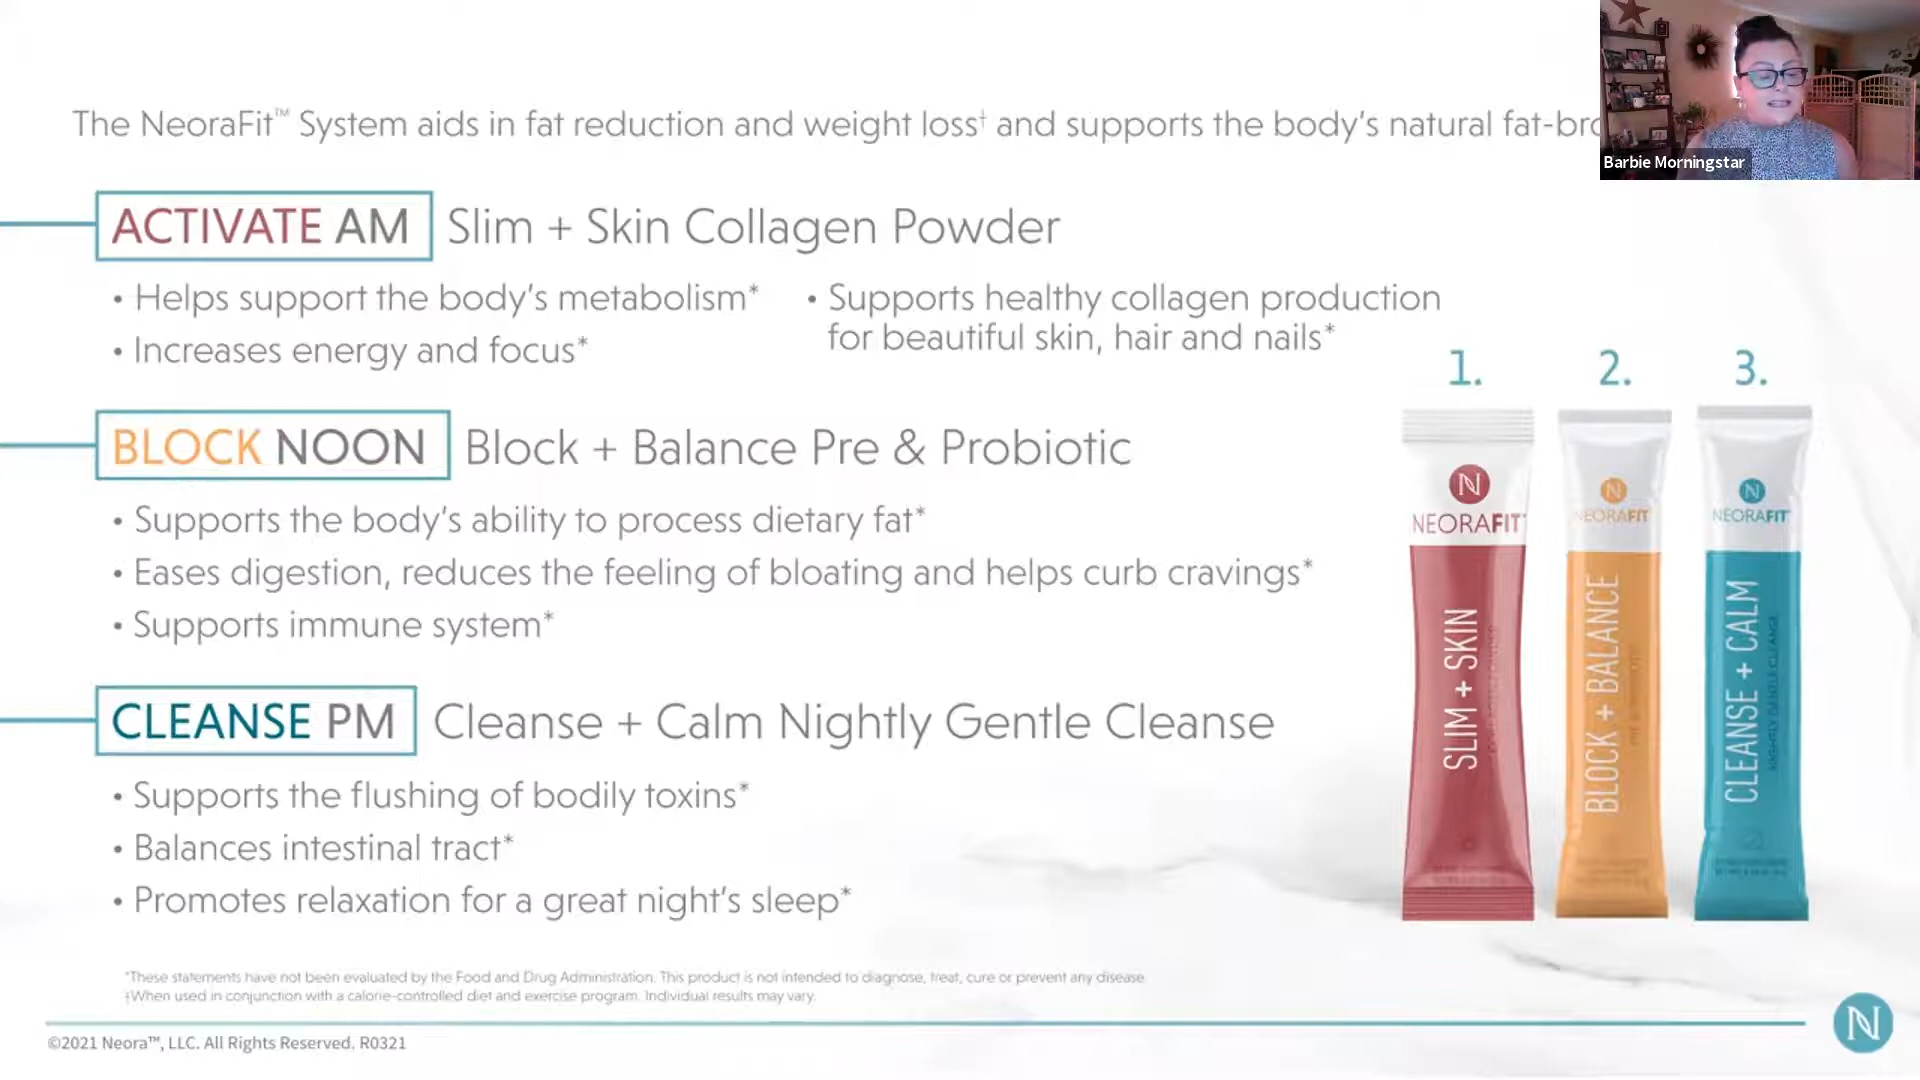 Barbie Morningstar
The NeoraFit™ System aids in fat reduction and weight loss† and supports the body's natural
ACTIVATE AM Slim + Skin Collagen Powder
• Helps support the body's metabolism*
• Increases energy and focus*
• Supports healthy collagen production
for beautiful skin, hair and nails*
BLOCK NOON Block + Balance Pre & Probiotic
• Supports the body's ability to process dietary fat*
• Eases digestion, reduces the feeling of bloating and helps curb cravings*
• Supports immune system*
CLEANSE PM Cleanse + Calm Nightly Gentle Cleanse
• Supports the flushing of bodily toxins*
• Balances intestinal tract*
• Promotes relaxation for a great night's sleep*
1.
2.
3.
N
NEORAFIT
SLIM + SKIN
N
NEORAFIT
BLOCK + BALANCE
N
NEORAFIT
CLEANSE + CALM
NIGHTLY GENTLE CLEANSE
*These statements have not been evaluated by the Food and Drug Administration. This product is not intended to diagnose, treat, cure or prevent any disease.
†When used in conjunction with a calorie-controlled diet and exercise program. Individual results may vary.
©2021 Neora™, LLC. All Rights Reserved. R0321
N